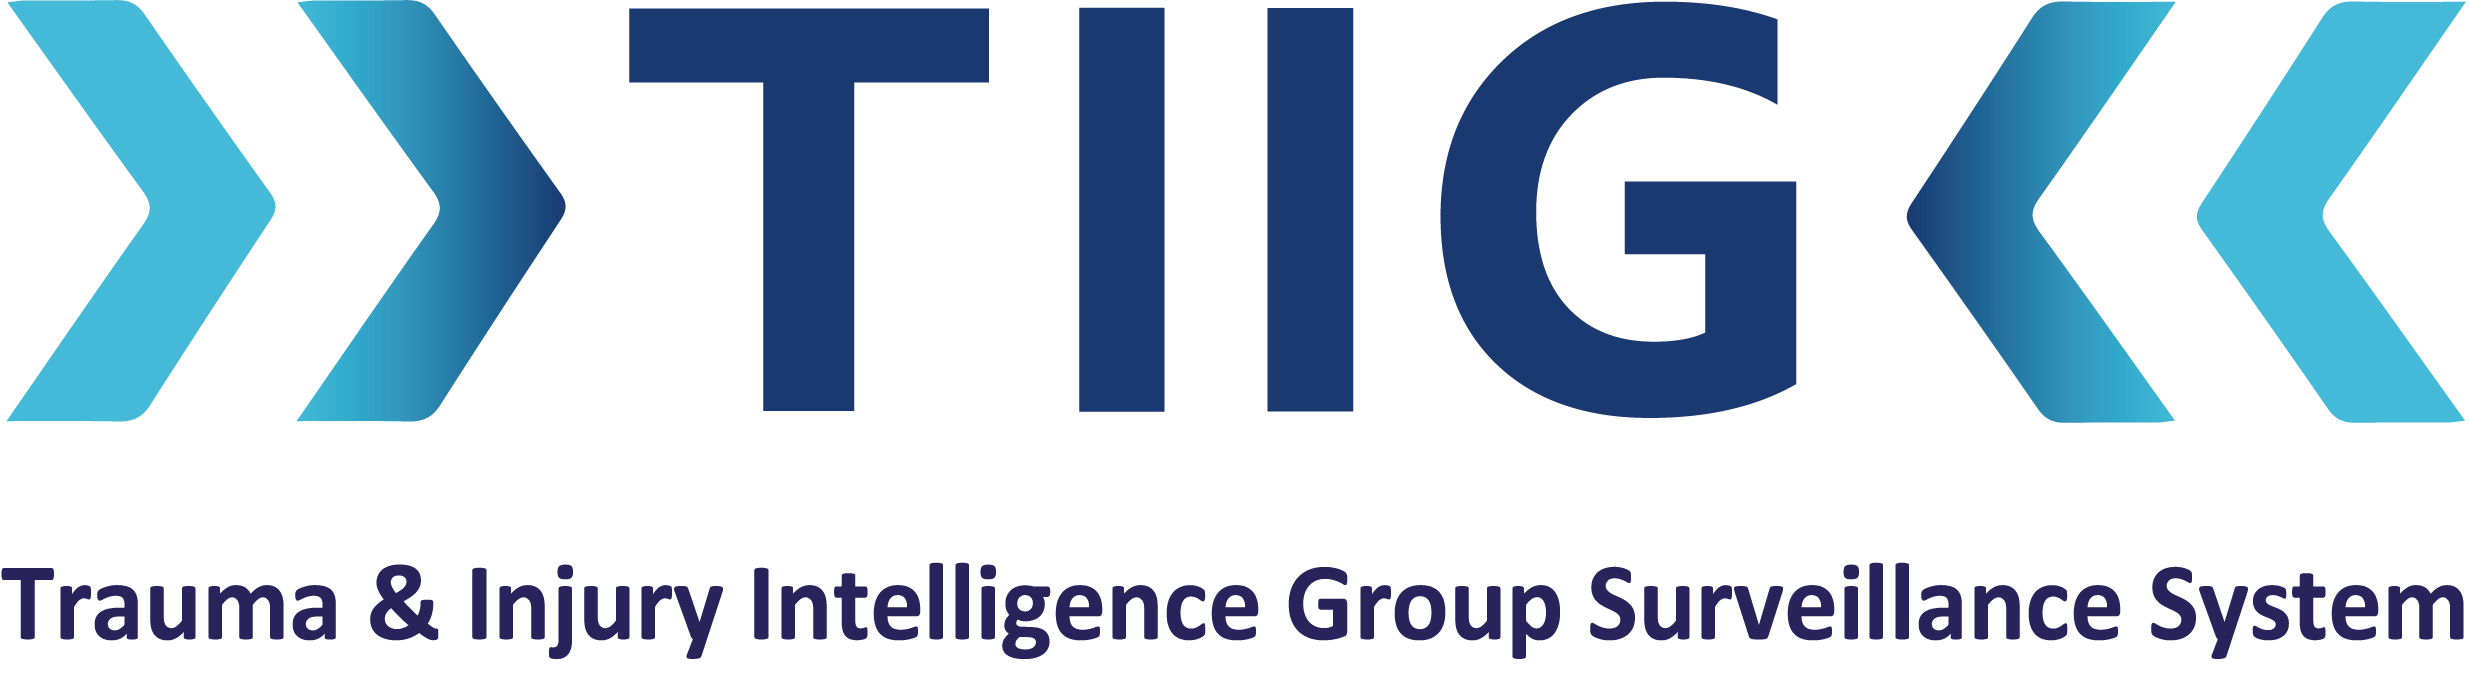 TIIG
Trauma & Injury Intelligence Group Surveillance System